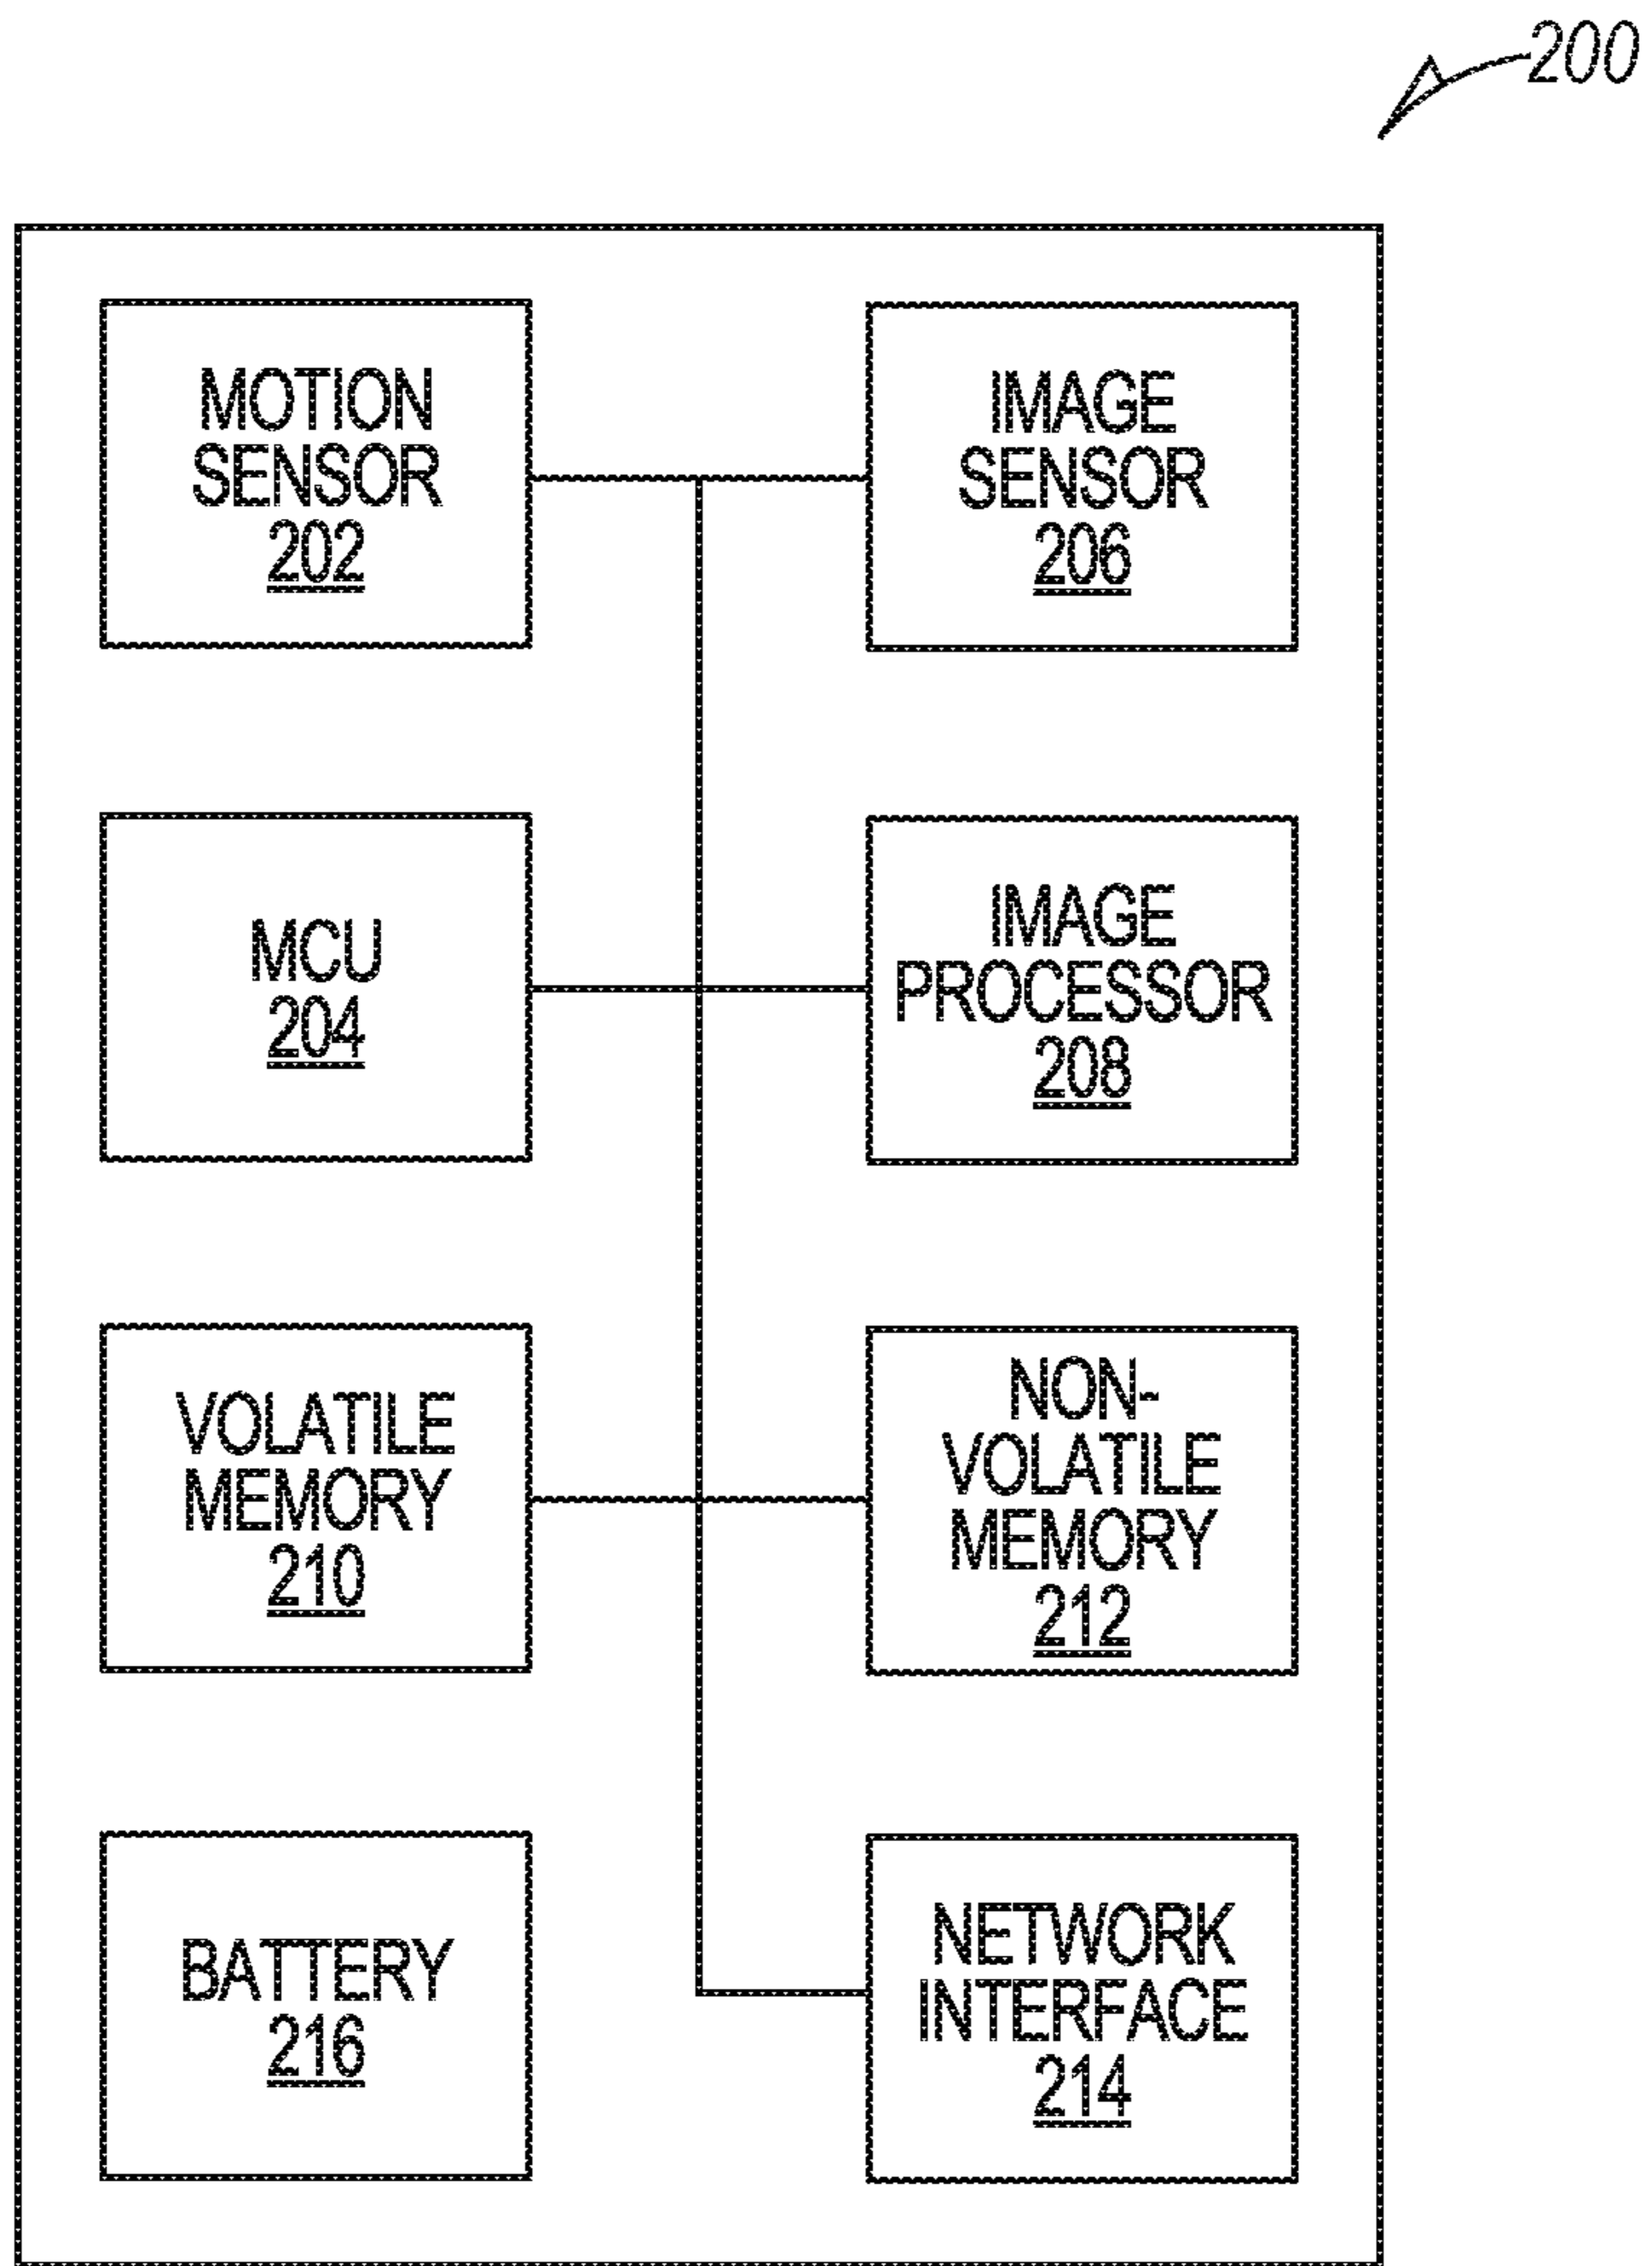 200
MOTION
SENSOR
202
IMAGE
SENSOR
206
MCU
204
IMAGE
PROCESSOR
208
VOLATILE
MEMORY
210
NON-
VOLATILE
MEMORY
212
BATTERY
216
NETWORK
INTERFACE
214